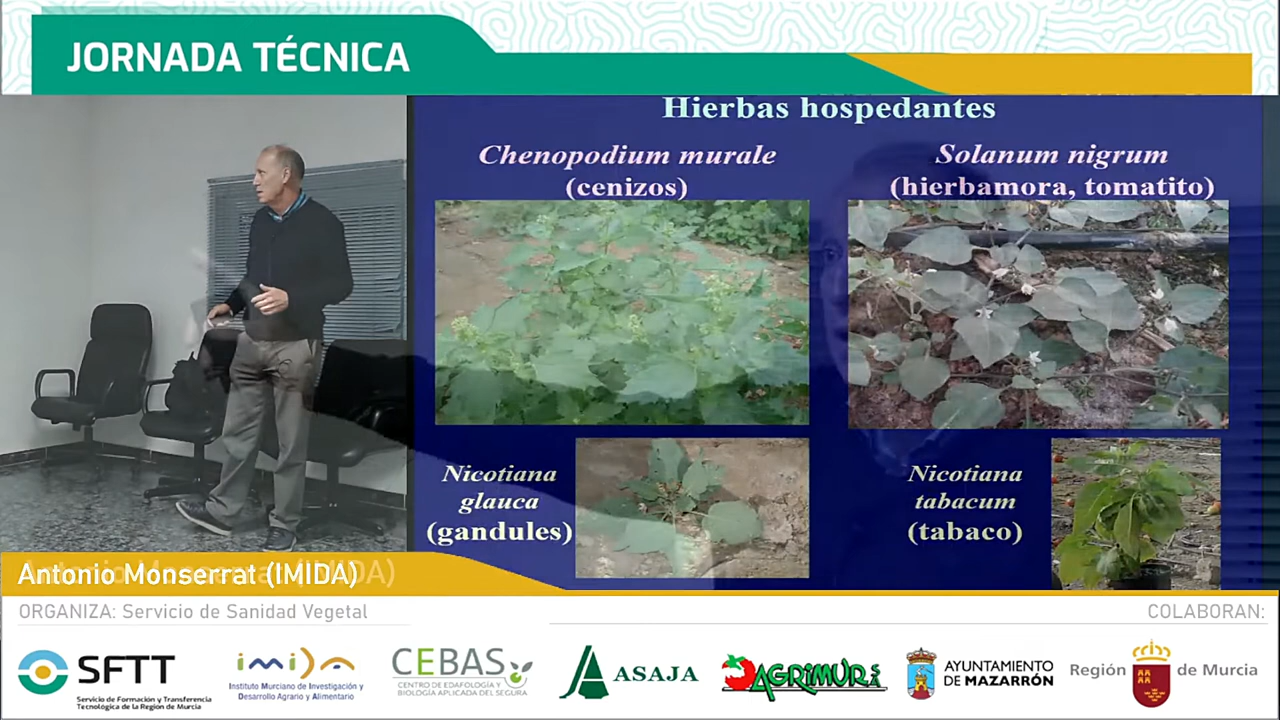 JORNADA TÉCNICA
Hierbas hospedantes
Chenopodium murale
(cenizos)
Solanum nigrum
(hierbamora, tomatito)
Nicotiana
glauca
(gandules)
Nicotiana
tabacum
(tabaco)
Antonio Monserrat (IMIDA)
ORGANIZA: Servicio de Sanidad Vegetal
COLABORAN:
SFTT
Servicio de Formación y Transferencia
Tecnológica de la Región de Murcia
imida
Instituto Murciano de Investigación y
Desarrollo Agrario y Alimentario
CEBAS
CENTRO DE EDAFOLOGÍA Y
BIOLOGÍA APLICADA DEL SEGURA
ASAJA
AGRIMUR
AYUNTAMIENTO
DE MAZARRÓN
Región de Murcia